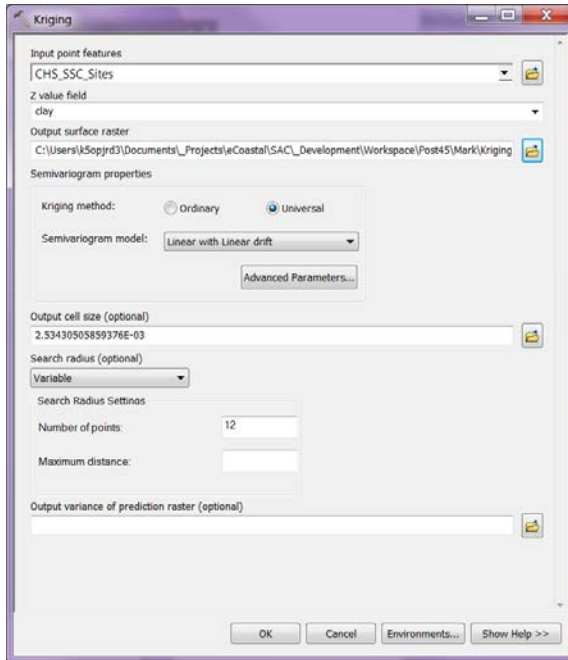 Kriging
Input point features
CHS_SSC_Sites
Z value field
clay
Output surface raster
C:\Users\k5opjrd3\Documents\_Projects\eCoastal\SAC\_Development\Workspace\Post45\Mark\Kriging
Semivariogram properties
Kriging method: Ordinary Universal
Semivariogram model: Linear with Linear drift
Advanced Parameters...
Output cell size (optional)
2.53430505859376E-03
Search radius (optional)
Variable
Search Radius Settings
Number of points: 12
Maximum distance:
Output variance of prediction raster (optional)
OK Cancel Environments... Show Help >>